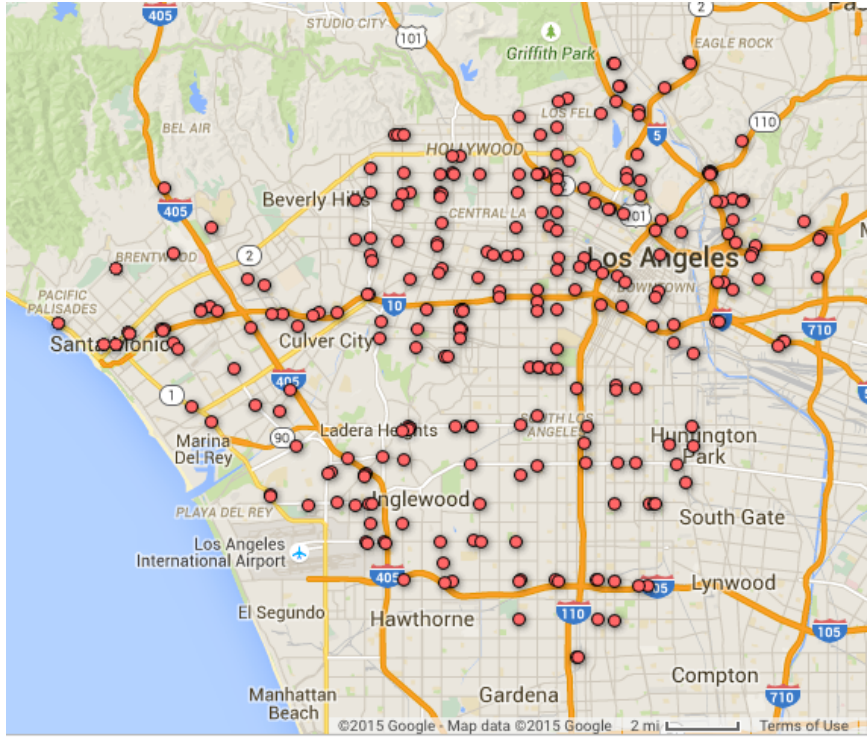 405
STUDIO CITY
2
101
Griffith Park
EAGLE ROCK
LOS FEL
110
5
BEL AIR
HOLLYWOOD
Beverly Hills
405
CENTRAL LA
101
BRENTWOOD
2
Los Angeles
PACIFIC
PALISADES
DOWNTOWN
10
710
Santa Monic
Culver City
405
1
SOUTH LOS
ANGELES
90
Ladera Heights
Marina
Del Rey
Huntington
Park
Inglewood
PLAYA DEL REY
South Gate
Los Angeles
International Airport
405
Lynwood
El Segundo
Hawthorne
110
105
Compton
Manhattan
Beach
Gardena
710
©2015 Google - Map data ©2015 Google
2 mi
Terms of Use